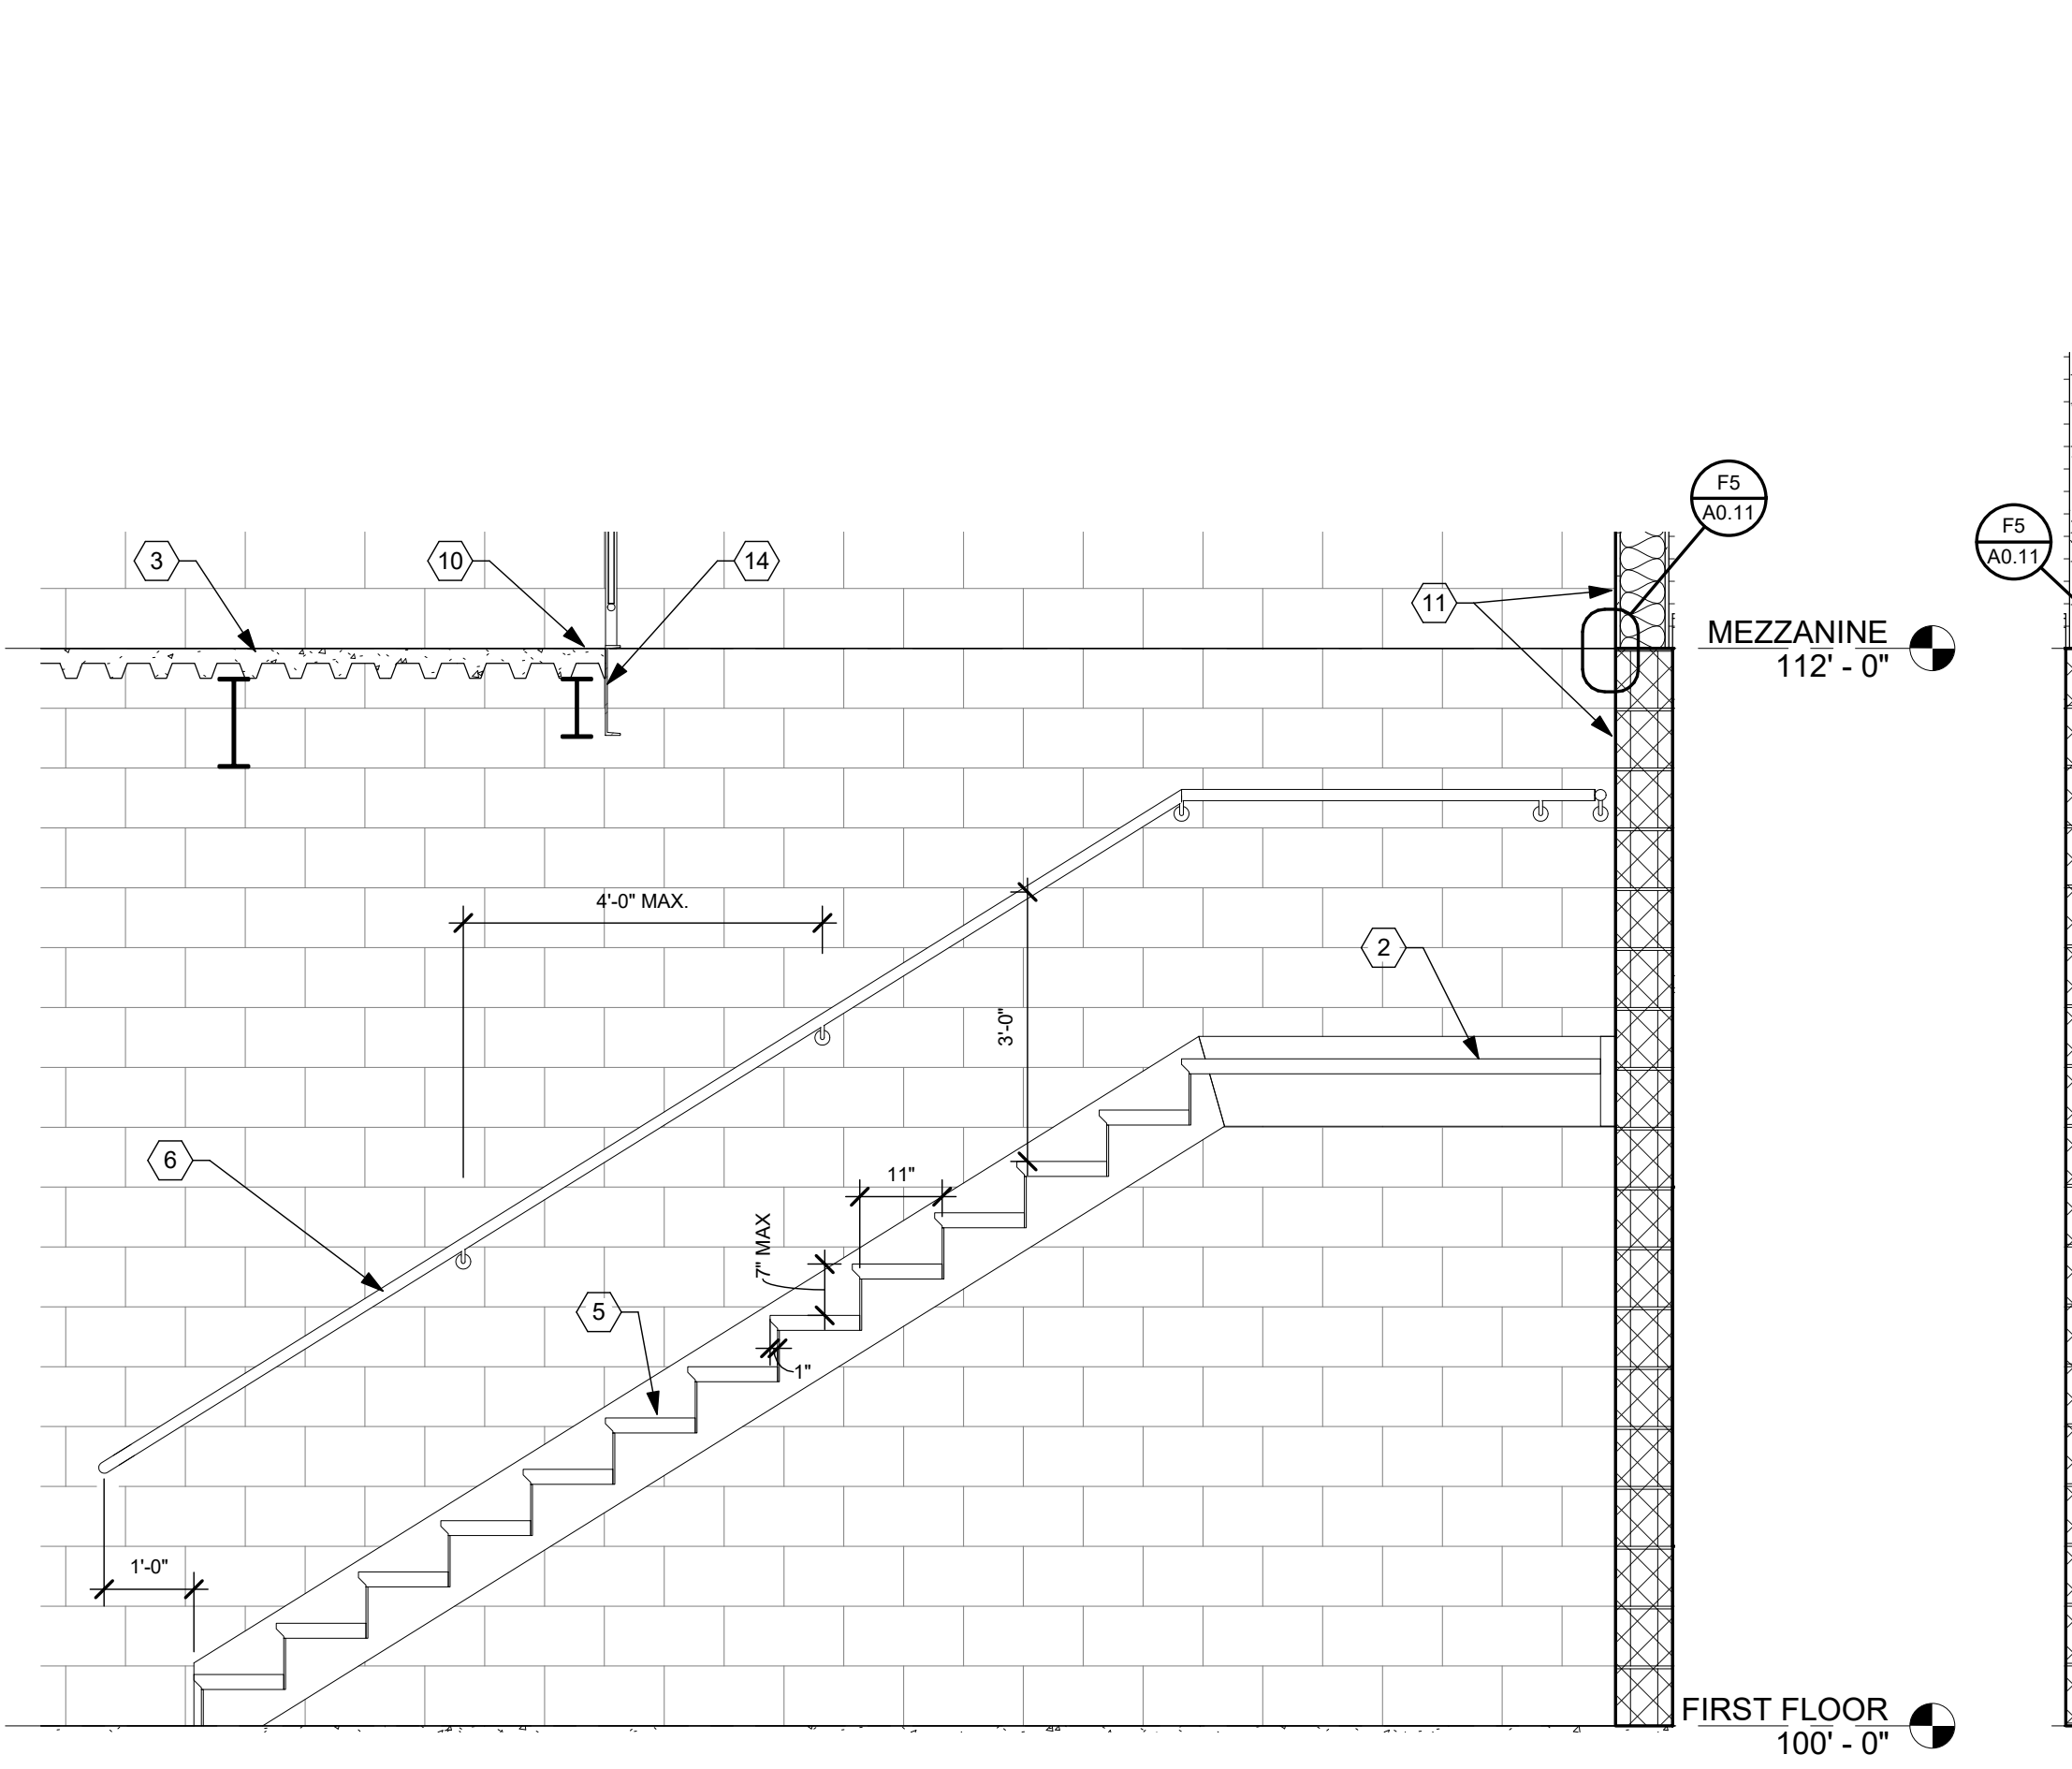 F5
A0.11
F5
A0.11
3
10
14
11
MEZZANINE
112' - 0"
4'-0" MAX.
2
3'-0"
6
11"
7" MAX
5
1"
1'-0"
FIRST FLOOR
100' - 0"